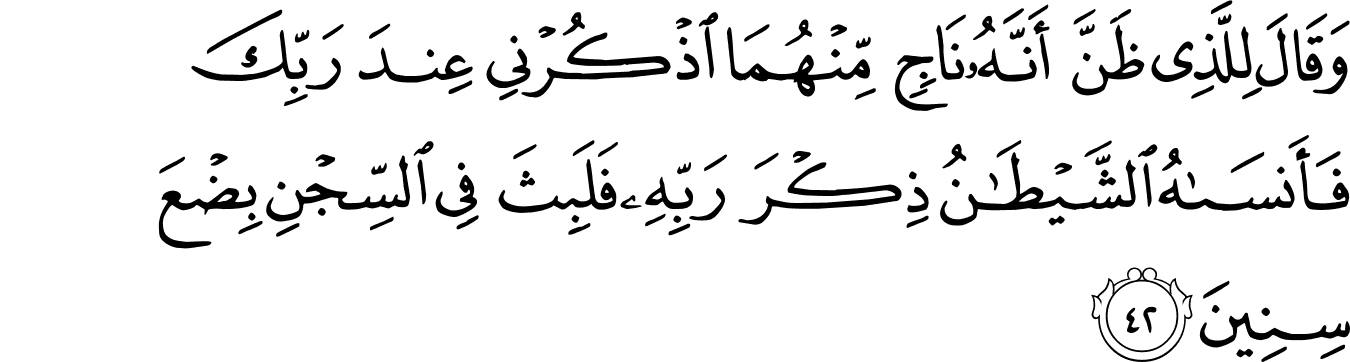 وَقَالَ لِلَّذِى ظَنَّ أَنَّهُۥ نَاجٍ مِّنْهُمَا ٱذْكُرْنِى عِندَ رَبِّكَ
فَأَنسَىٰهُ ٱلشَّيْطَـٰنُ ذِكْرَ رَبِّهِۦ فَلَبِثَ فِى ٱلسِّجْنِ بِضْعَ
سِنِينَ ٤٢